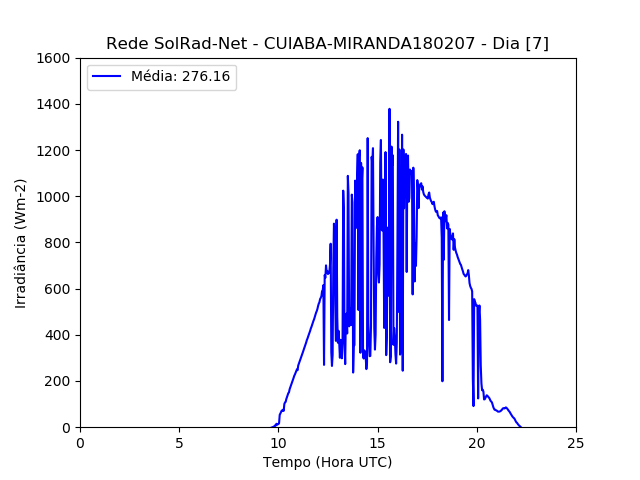 Rede SolRad-Net - CUIABA-MIRANDA180207 - Dia [7]
Média: 276.16
1600
1400
1200
1000
800
600
400
200
0
Irradiância (Wm-2)
0 5 10 15 20 25
Tempo (Hora UTC)